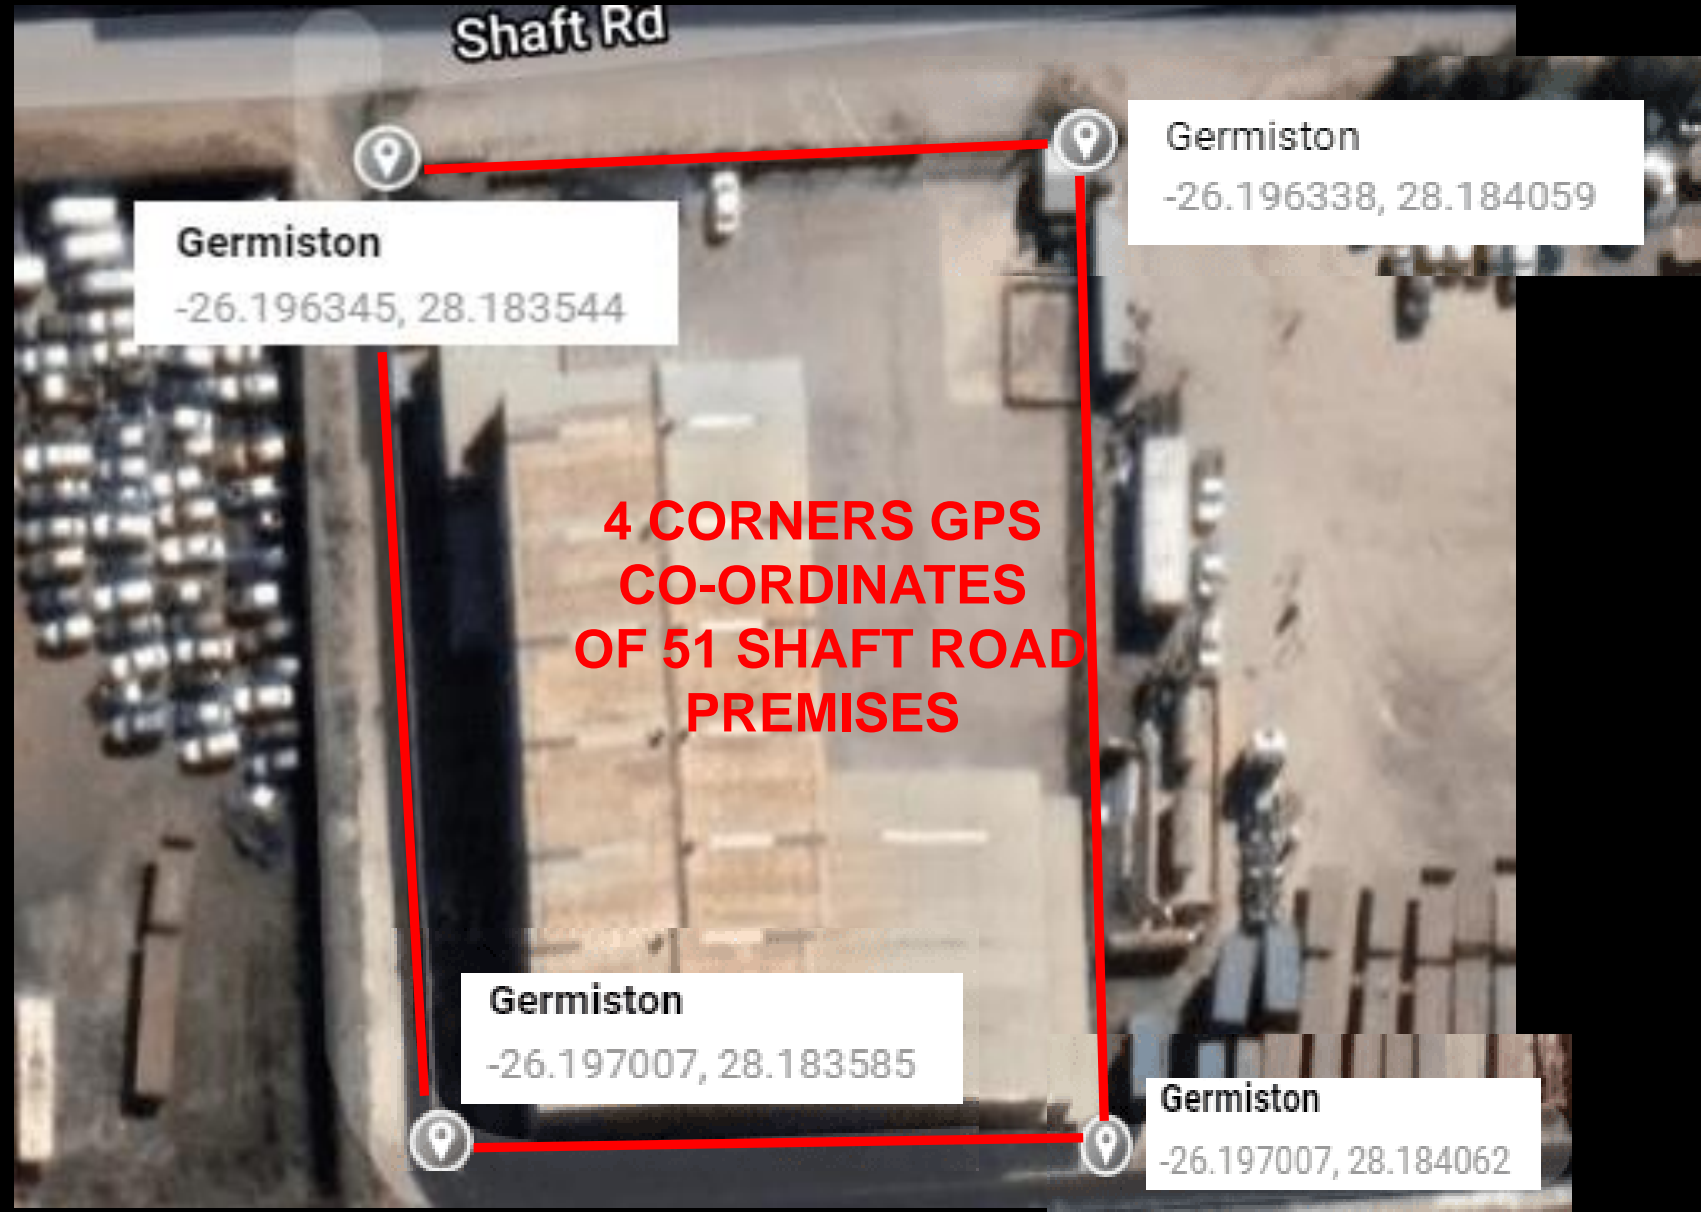 Shaft Rd
Germiston
-26.196338, 28.184059
Germiston
-26.196345, 28.183544
4 CORNERS GPS
CO-ORDINATES
OF 51 SHAFT ROAD
PREMISES
Germiston
-26.197007, 28.183585
Germiston
-26.197007, 28.184062